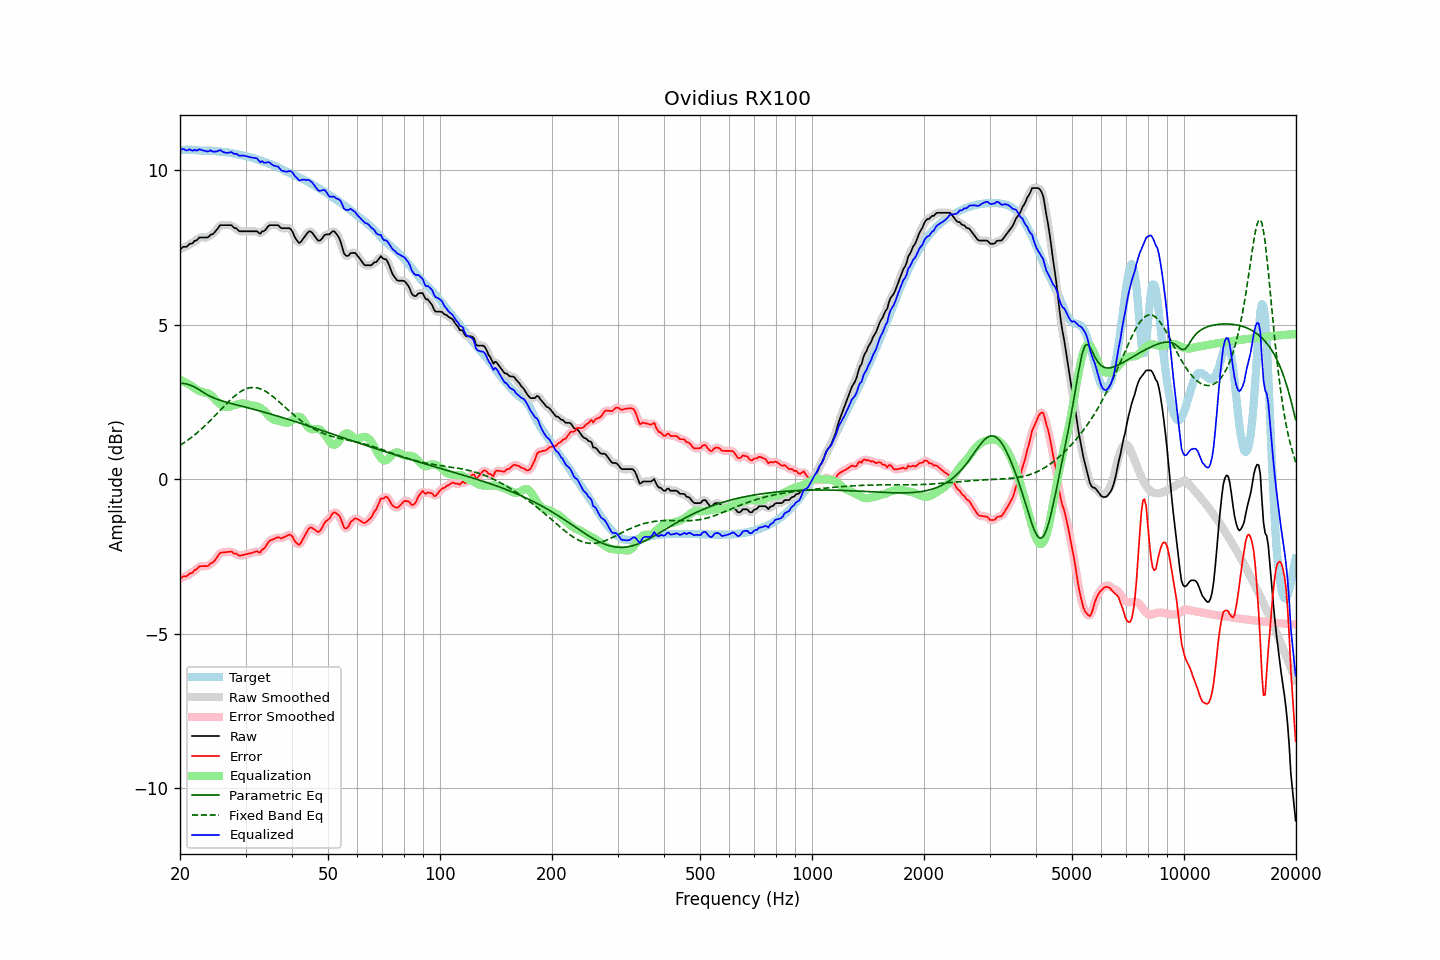 Ovidius RX100
Amplitude (dBr)
10
5
0
−5
−10
Target
Raw Smoothed
Error Smoothed
Raw
Error
Equalization
Parametric Eq
Fixed Band Eq
Equalized
20 50 100 200 500 1000 2000 5000 10000 20000
Frequency (Hz)